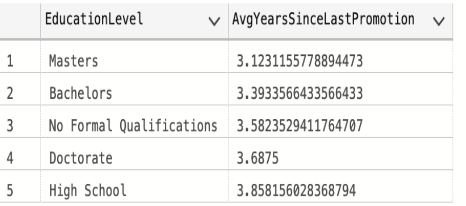 EducationLevel AvgYearsSinceLastPromotion
1 Masters 3.1231155778894473
2 Bachelors 3.3933566433566433
3 No Formal Qualifications 3.5823529411764707
4 Doctorate 3.6875
5 High School 3.858156028368794